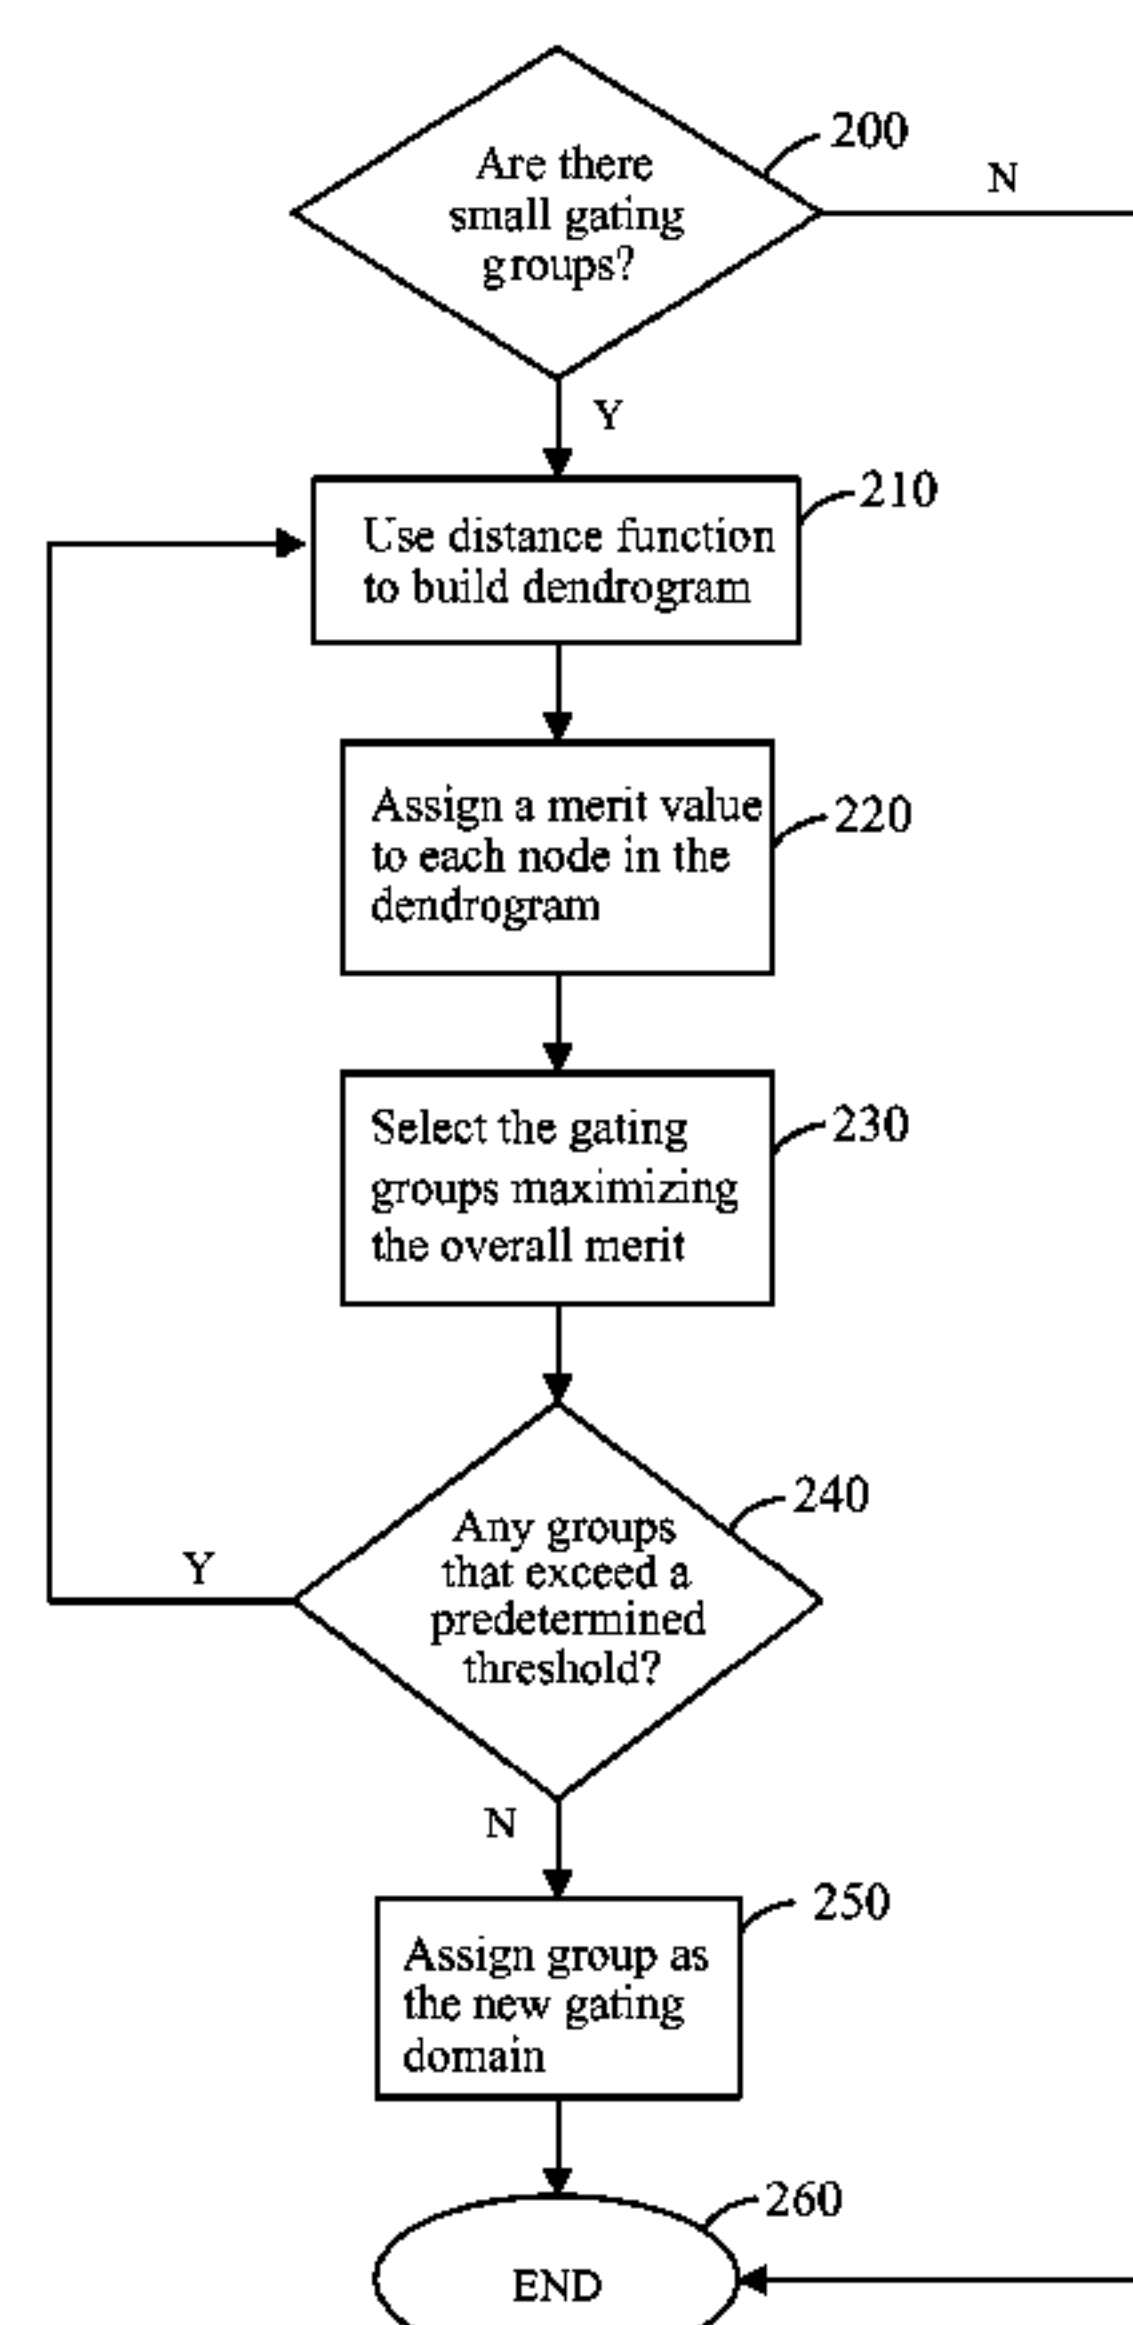 200
N
Are there
small gating
groups?
Y
210
Use distance function
to build dendrogram
220
Assign a merit value
to each node in the
dendrogram
230
Select the gating
groups maximizing
the overall merit
240
Any groups
that exceed a
predetermined
threshold?
Y
N
250
Assign group as
the new gating
domain
260
END